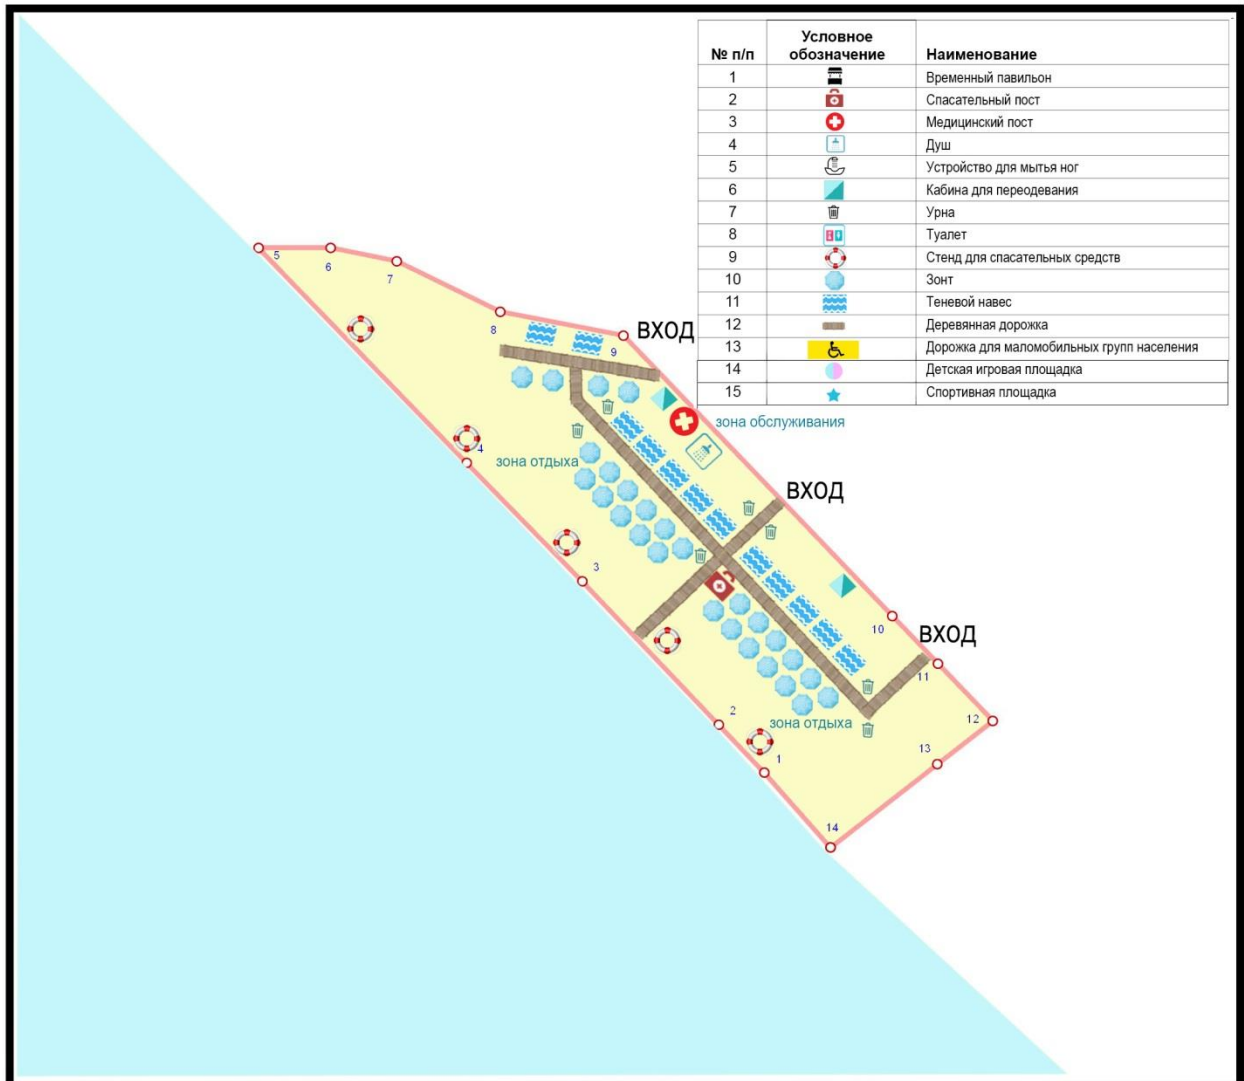 № п/п Условное обозначение Наименование
1 Временный павильон
2 Спасательный пост
3 Медицинский пост
4 Душ
5 Устройство для мытья ног
6 Кабина для переодевания
7 Урна
8 Туалет
9 Стенд для спасательных средств
10 Зонт
11 Теневой навес
12 Деревянная дорожка
13 Дорожка для маломобильных групп населения
14 Детская игровая площадка
15 Спортивная площадка
5
6
7
8
9
ВХОД
зона обслуживания
4
зона отдыха
ВХОД
3
10
ВХОД
11
2
зона отдыха
12
13
1
14